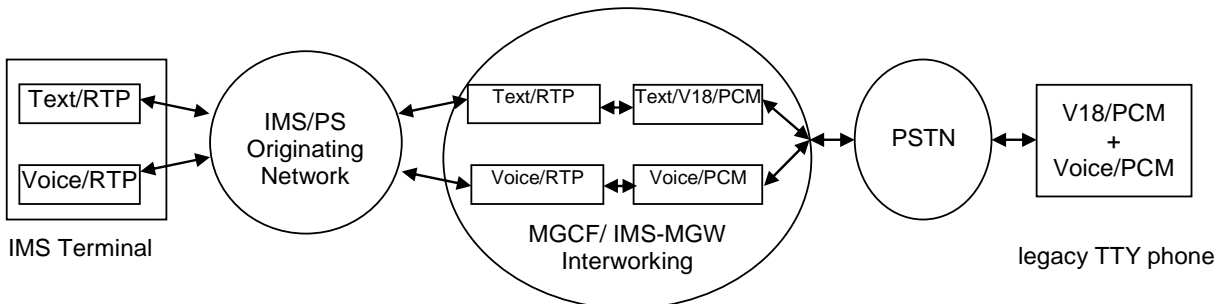 Text/RTP
Voice/RTP
IMS Terminal
IMS/PS
Originating
Network
Text/RTP
Text/V18/PCM
Voice/RTP
Voice/PCM
MGCF/ IMS-MGW
Interworking
PSTN
V18/PCM
+
Voice/PCM
legacy TTY phone